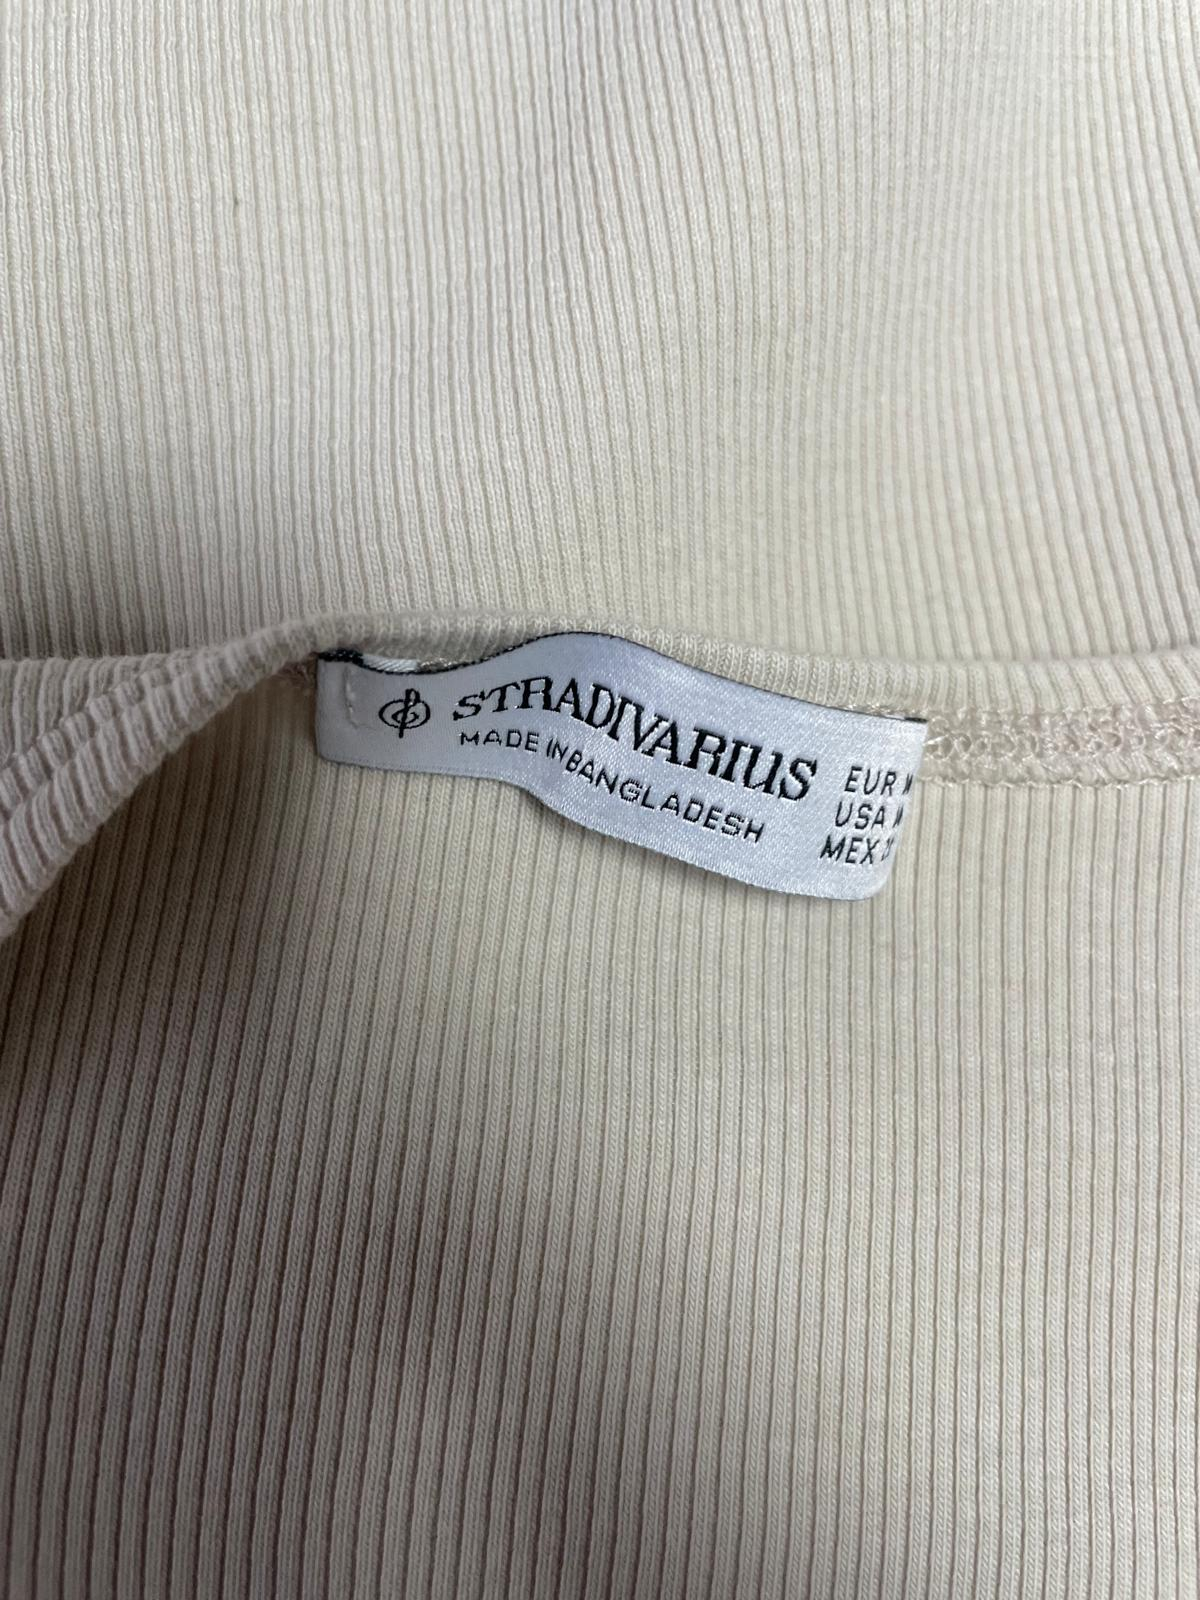 STRADIVARIUS
MADE IN BANGLADESH
EUR M
USA M
MEX